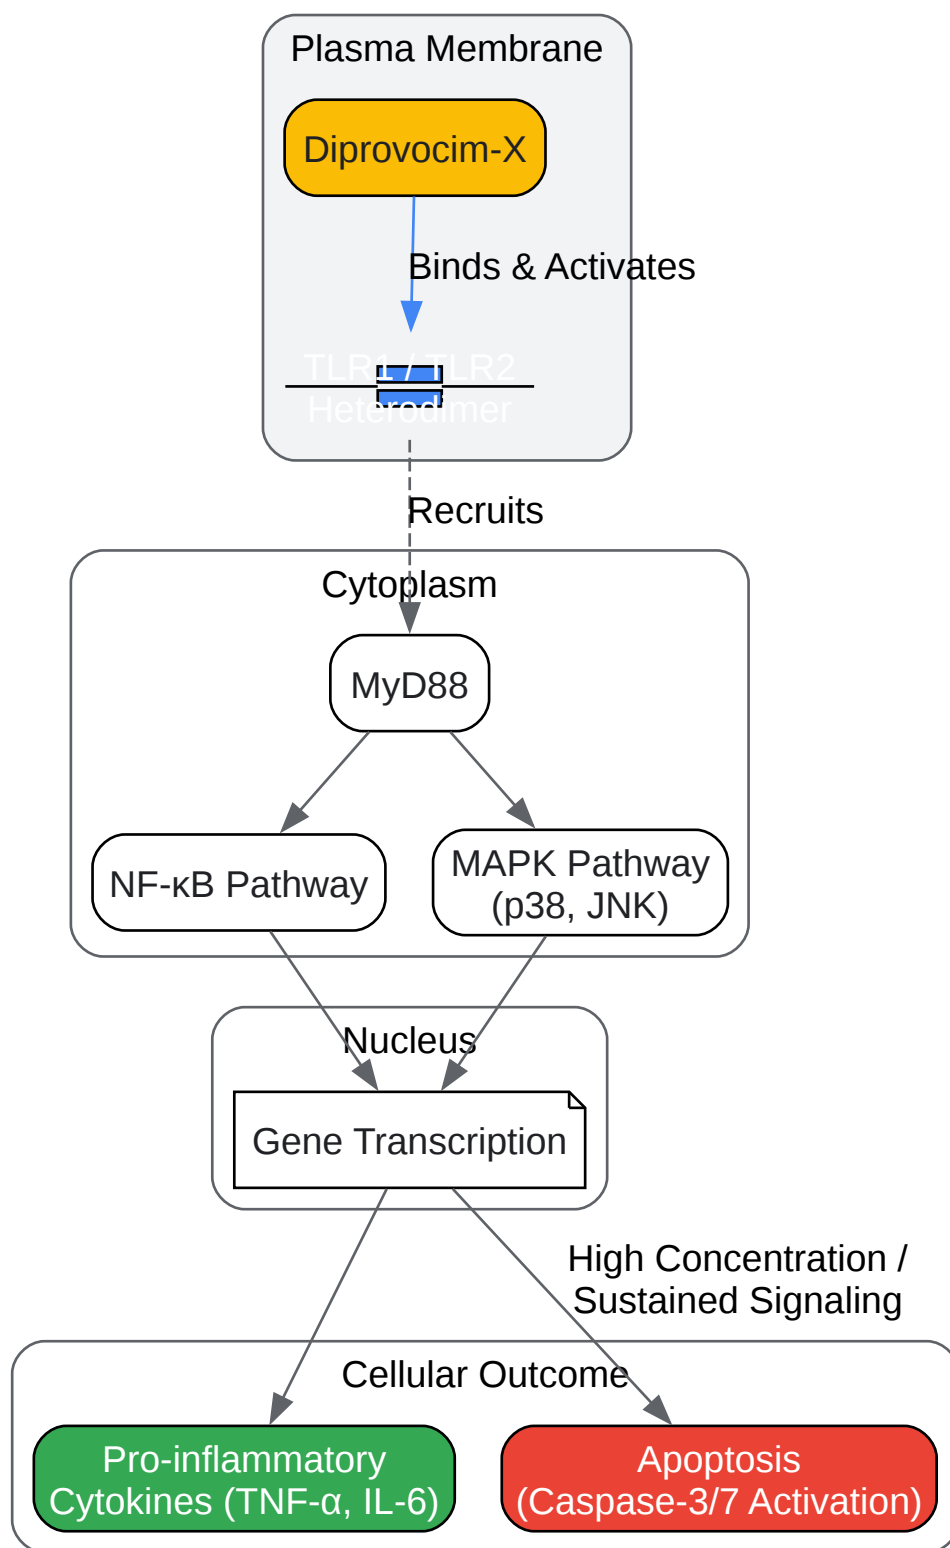 Plasma Membrane
Diprovocim-X
Binds & Activates
TLR1 / TLR2
Heterodimer
Recruits
Cytoplasm
MyD88
NF-κB Pathway
MAPK Pathway
(p38, JNK)
Nucleus
Gene Transcription
High Concentration /
Sustained Signaling
Cellular Outcome
Pro-inflammatory
Cytokines (TNF-α, IL-6)
Apoptosis
(Caspase-3/7 Activation)